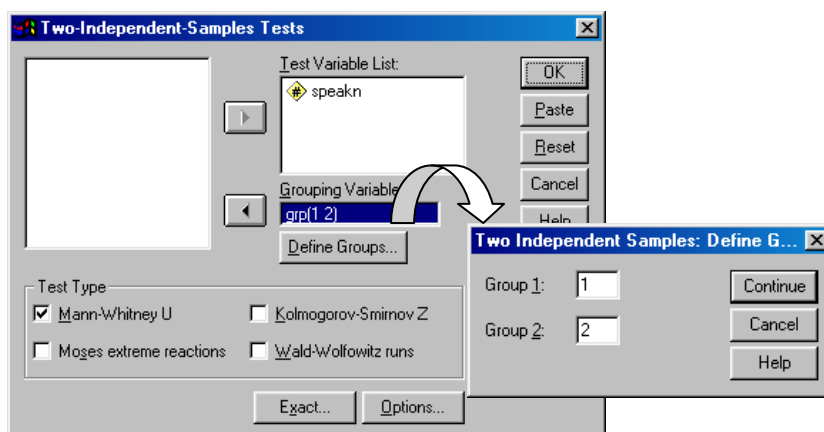 Two-Independent-Samples Tests
Test Variable List:
speakn
OK
Paste
Reset
Cancel
Help
Grouping Variable
grp(1 2)
Define Groups...
Test Type
Mann-Whitney U
Kolmogorov-Smirnov Z
Moses extreme reactions
Wald-Wolfowitz runs
Exact...
Options...
Two Independent Samples: Define G...
Group 1:
1
Group 2:
2
Continue
Cancel
Help